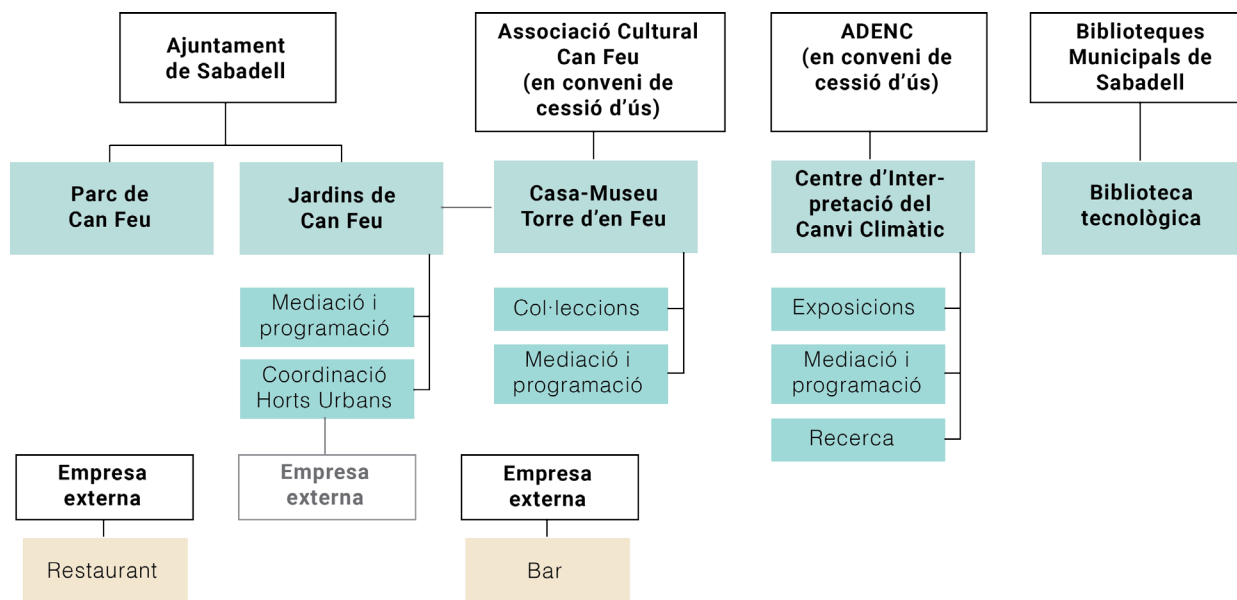 Ajuntament
de Sabadell
Associació Cultural
Can Feu
(en conveni de
cessió d'ús)
ADENC
(en conveni de
cessió d'ús)
Biblioteques
Municipals de
Sabadell
Parc de
Can Feu
Jardins de
Can Feu
Casa-Museu
Torre d'en Feu
Centre d'Inter-
pretació del
Canvi Climàtic
Biblioteca
tecnològica
Mediació i
programació
Coordinació
Horts Urbans
Col·leccions
Mediació i
programació
Exposicions
Mediació i
programació
Recerca
Empresa
externa
Empresa
externa
Empresa
externa
Restaurant
Bar